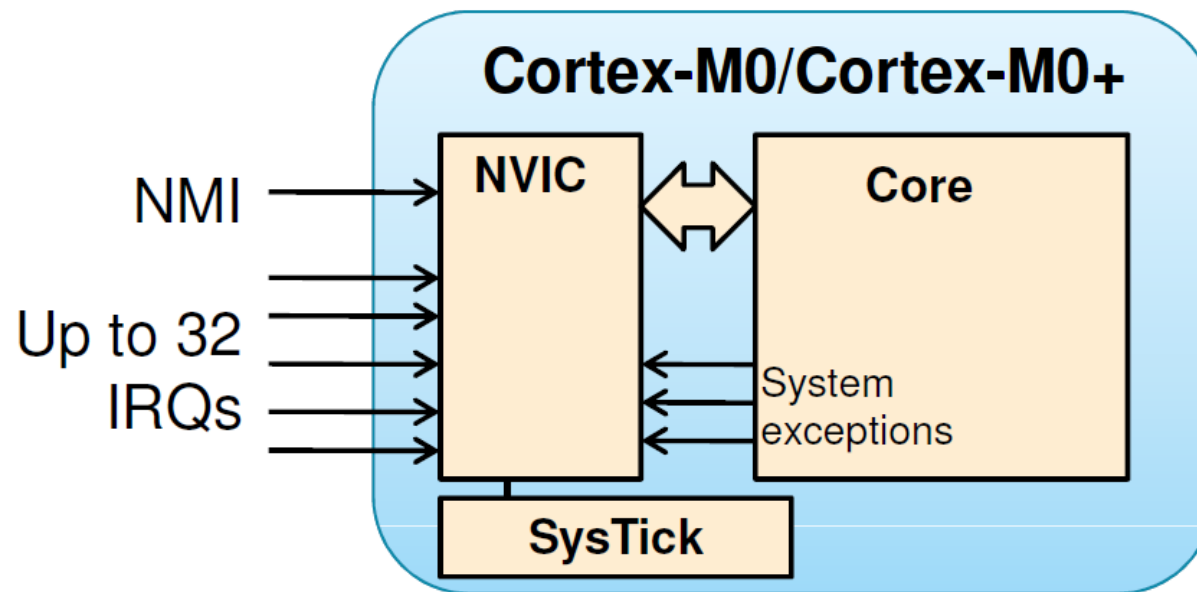 Cortex-M0/Cortex-M0+
NVIC
Core
NMI
Up to 32
IRQs
System
exceptions
SysTick